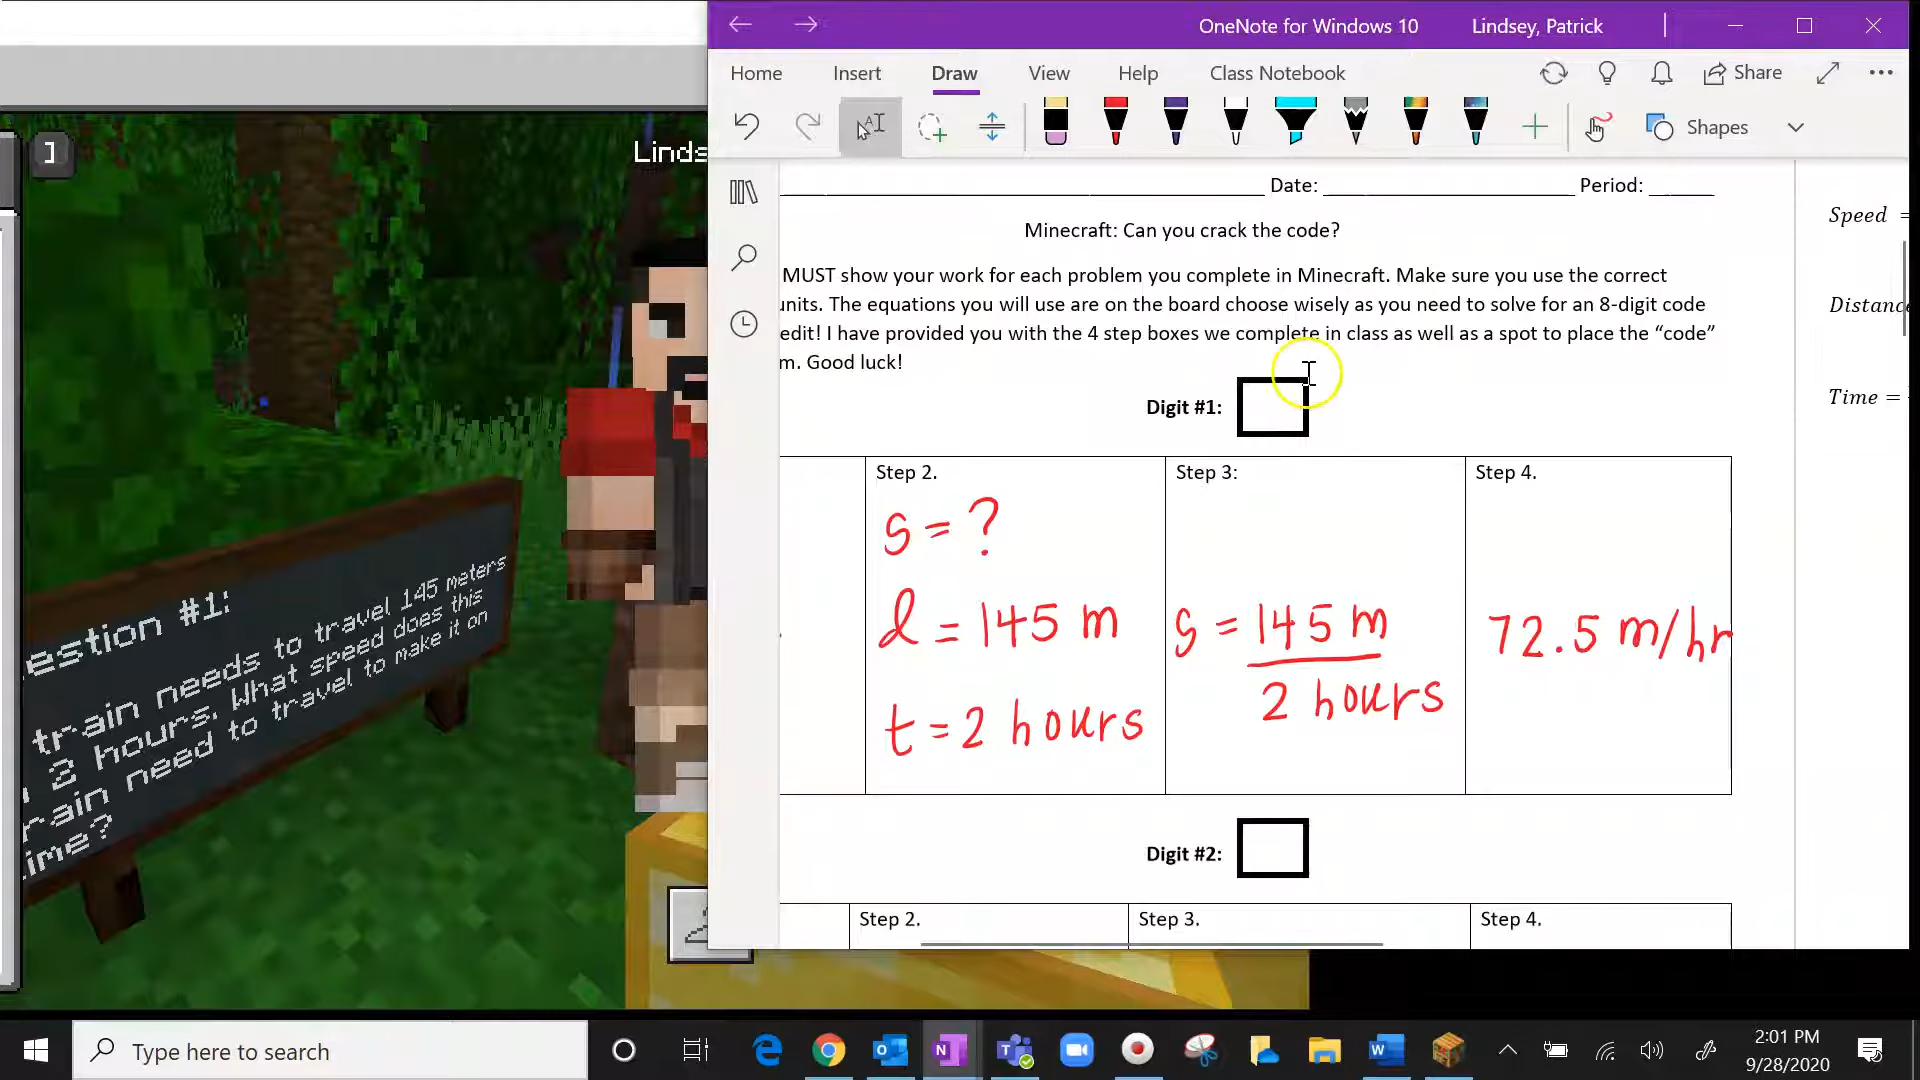 OneNote for Windows 10 Lindsey, Patrick
Home Insert Draw View Help Class Notebook Share
Shapes
]
Linds
Date: Period:
Minecraft: Can you crack the code?
MUST show your work for each problem you complete in Minecraft. Make sure you use the correct
units. The equations you will use are on the board choose wisely as you need to solve for an 8-digit code
edit! I have provided you with the 4 step boxes we complete in class as well as a spot to place the “code”
m. Good luck!
Speed =
Distance
Time =
Digit #1:
Step 2. Step 3: Step 4.
s = ?
d = 145 m
t = 2 hours
s = 145 m
2 hours
72.5 m/hr
Digit #2:
Step 2. Step 3. Step 4.
estion #1:
train needs to travel 145 meters
2 hours. What speed does this
rain need to travel to make it on
ime?
Type here to search
2:01 PM
9/28/2020